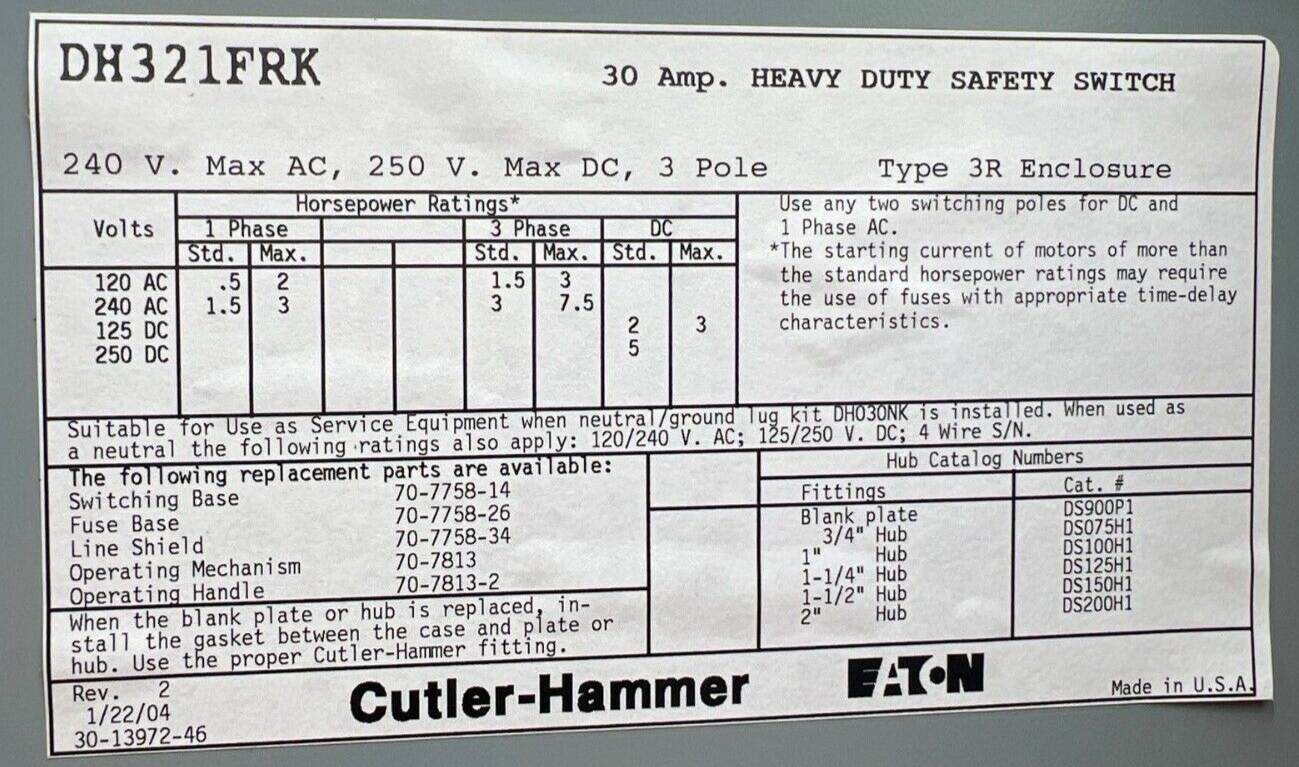 DH321FRK
30 Amp. HEAVY DUTY SAFETY SWITCH
240 V. Max AC, 250 V. Max DC, 3 Pole
Type 3R Enclosure
Horsepower Ratings*
Volts 1 Phase 3 Phase DC
Std. Max. Std. Max. Std. Max.
120 AC .5 2 1.5 3
240 AC 1.5 3 3 7.5
125 DC 2 3
250 DC 5
Use any two switching poles for DC and
1 Phase AC.
*The starting current of motors of more than
the standard horsepower ratings may require
the use of fuses with appropriate time-delay
characteristics.
Suitable for Use as Service Equipment when neutral/ground lug kit DH030NK is installed. When used as
a neutral the following ratings also apply: 120/240 V. AC; 125/250 V. DC; 4 Wire S/N.
The following replacement parts are available:
Switching Base 70-7758-14
Fuse Base 70-7758-26
Line Shield 70-7758-34
Operating Mechanism 70-7813
Operating Handle 70-7813-2
When the blank plate or hub is replaced, in-
stall the gasket between the case and plate or
hub. Use the proper Cutler-Hammer fitting.
Hub Catalog Numbers
Fittings Cat. #
Blank plate DS900P1
3/4" Hub DS075H1
1" Hub DS100H1
1-1/4" Hub DS125H1
1-1/2" Hub DS150H1
2" Hub DS200H1
Rev. 2
1/22/04
30-13972-46
Cutler-Hammer
EATON
Made in U.S.A.